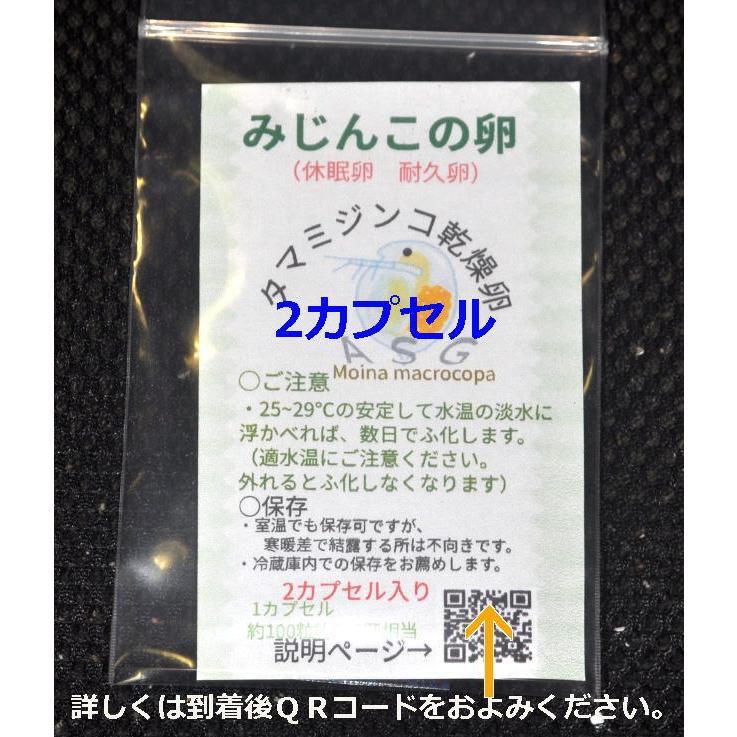 みじんこの卵
(休眠卵　耐久卵)
タマミジンコ乾燥卵
2カプセル
ASG
Moina macrocopa
○ご注意
・25~29℃の安定して水温の淡水に
浮かべれば、数日でふ化します。
(適水温にご注意ください。
外れるとふ化しなくなります)
○保存
・室温でも保存可ですが、
寒暖差で結露する所は不向きです。
・冷蔵庫内での保存をお薦めします。
2カプセル入り
1カプセル
約100粒
相当
説明ページ→
詳しくは到着後QRコードをおよみください。